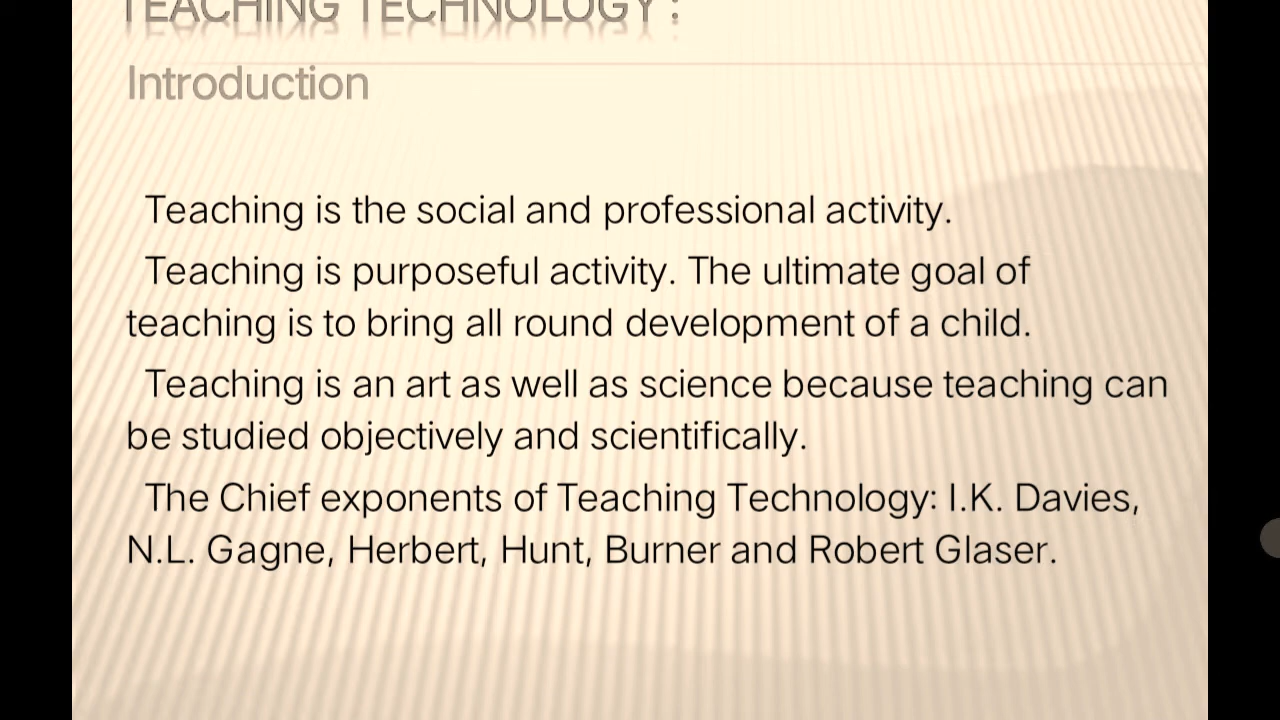 TEACHING TECHNOLOGY :
Introduction
Teaching is the social and professional activity.
Teaching is purposeful activity. The ultimate goal of
teaching is to bring all round development of a child.
Teaching is an art as well as science because teaching can
be studied objectively and scientifically.
The Chief exponents of Teaching Technology: I.K. Davies,
N.L. Gagne, Herbert, Hunt, Burner and Robert Glaser.